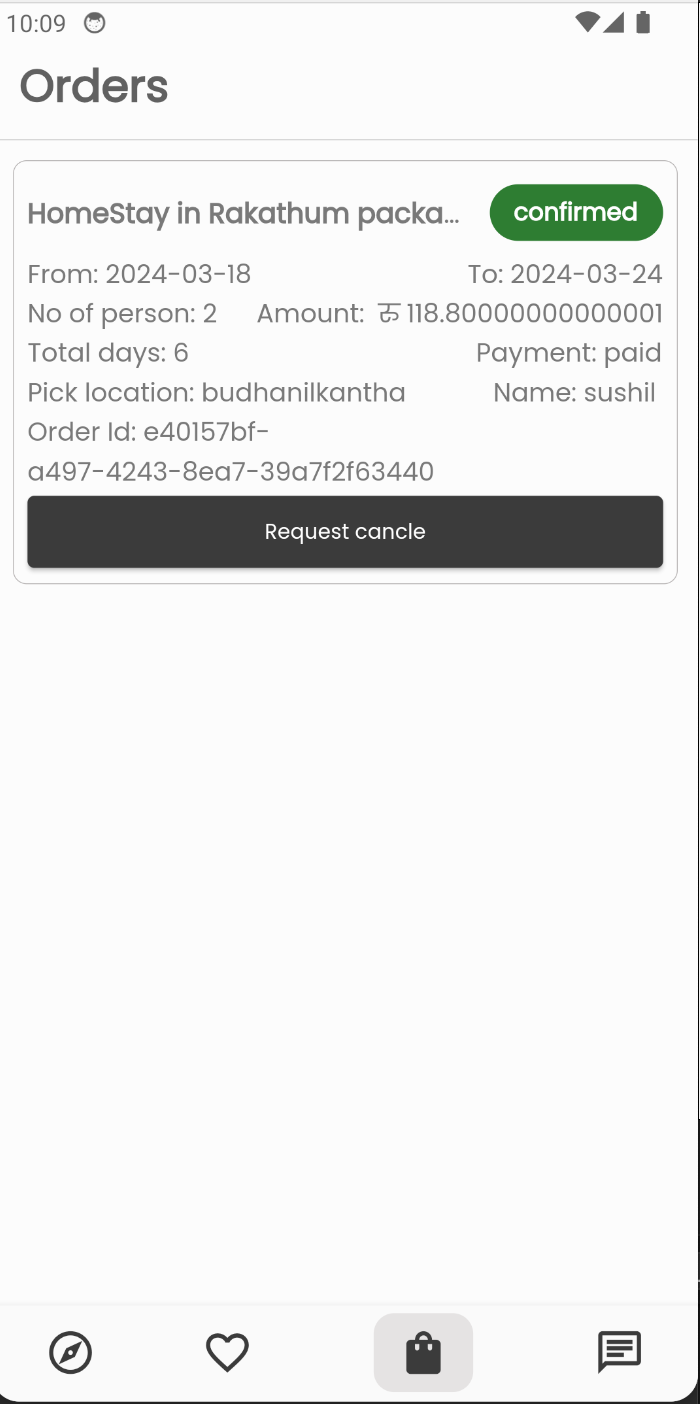 10:09
Orders
HomeStay in Rakathum packa...
confirmed
From: 2024-03-18 To: 2024-03-24
No of person: 2 Amount: रु 118.80000000000001
Total days: 6 Payment: paid
Pick location: budhanilkantha Name: sushil
Order Id: e40157bf-
a497-4243-8ea7-39a7f2f63440
Request cancle